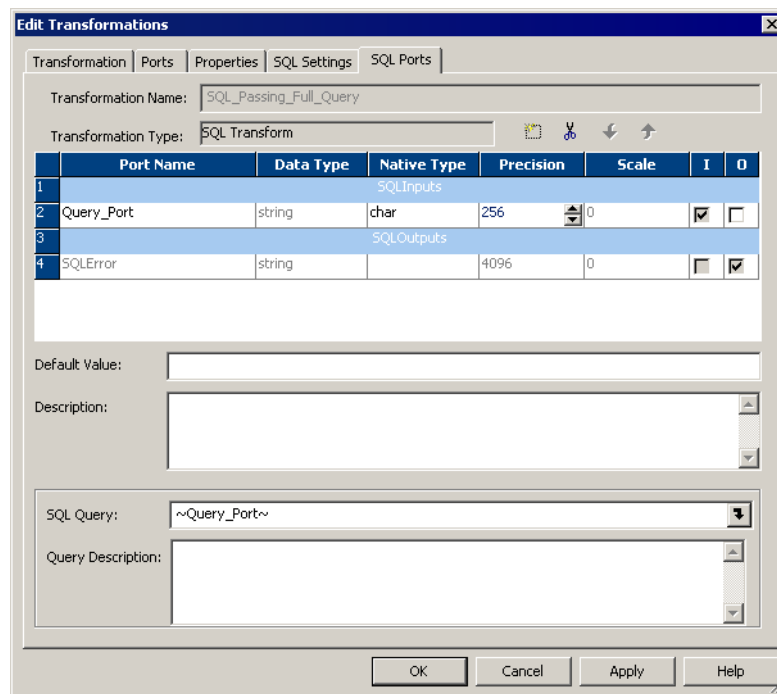 Edit Transformations
Transformation Ports Properties SQL Settings SQL Ports
Transformation Name: SQL_Passing_Full_Query
Transformation Type: SQL Transform
Port Name Data Type Native Type Precision Scale I O
1 SQLInputs
2 Query_Port string char 256 0
3 SQLOutputs
4 SQLError string 4096 0
Default Value:
Description:
SQL Query: ~Query_Port~
Query Description:
OK Cancel Apply Help